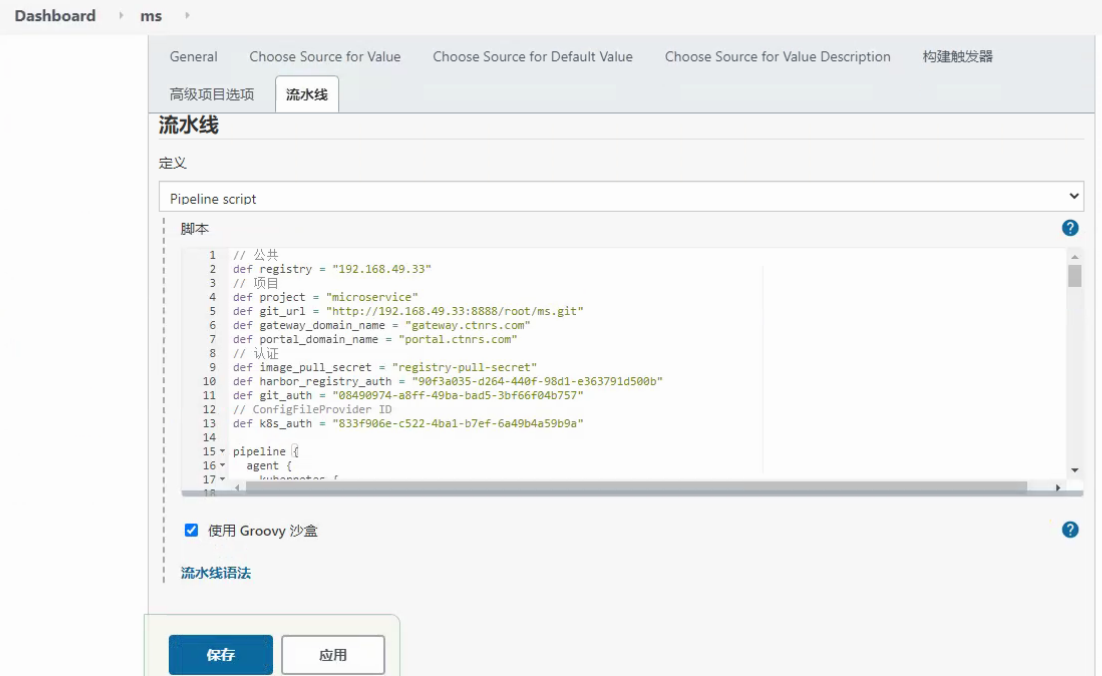 Dashboard ms
General Choose Source for Value Choose Source for Default Value Choose Source for Value Description 构建触发器
高级项目选项 流水线
流水线
定义
Pipeline script
脚本
1 // 公共
2 def registry = "192.168.49.33"
3 // 项目
4 def project = "microservice"
5 def git_url = "http://192.168.49.33:8888/root/ms.git"
6 def gateway_domain_name = "gateway.ctnrs.com"
7 def portal_domain_name = "portal.ctnrs.com"
8 // 认证
9 def image_pull_secret = "registry-pull-secret"
10 def harbor_registry_auth = "90f3a035-d264-440f-98d1-e363791d500b"
11 def git_auth = "08490974-a8ff-49ba-bad5-3bf66f04b757"
12 // ConfigFileProvider ID
13 def k8s_auth = "833f906e-c522-4ba1-b7ef-6a49b4a59b9a"
14
15 pipeline {
16 agent {
17 kubernetes {
18
使用 Groovy 沙盒
流水线语法
保存 应用